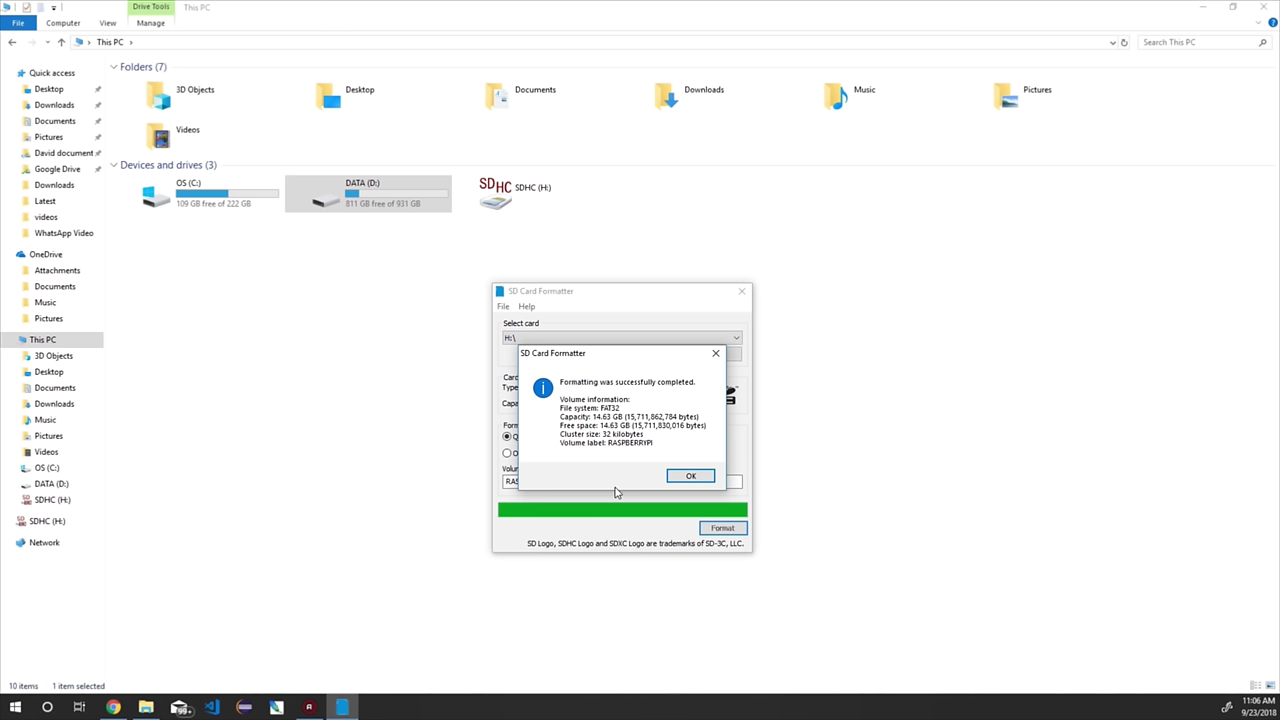 Drive Tools
This PC
File
Computer
View
Manage
This PC
Search This PC
Quick access
Desktop
Downloads
Documents
Pictures
David document
Google Drive
Downloads
Latest
videos
WhatsApp Video
OneDrive
Attachments
Documents
Music
Pictures
This PC
3D Objects
Desktop
Documents
Downloads
Music
Pictures
Videos
OS (C:)
DATA (D:)
SDHC (H:)
SDHC (H:)
Network
Folders (7)
3D Objects
Desktop
Documents
Downloads
Music
Pictures
Videos
Devices and drives (3)
OS (C:)
109 GB free of 222 GB
DATA (D:)
811 GB free of 931 GB
SDHC
SDHC (H:)
SD Card Formatter
File Help
Select card
H:\
SD Card Formatter
Formatting was successfully completed.
Volume information:
File system: FAT32
Capacity: 14.63 GB (15,711,862,784 bytes)
Free space: 14.63 GB (15,711,830,016 bytes)
Cluster size: 32 kilobytes
Volume label: RASPBERRYPI
OK
Card
Type
Capa
Form
Q
O
Volu
RAS
Format
SD Logo, SDHC Logo and SDXC Logo are trademarks of SD-3C, LLC.
10 items
1 item selected
99+
11:06 AM
9/23/2018